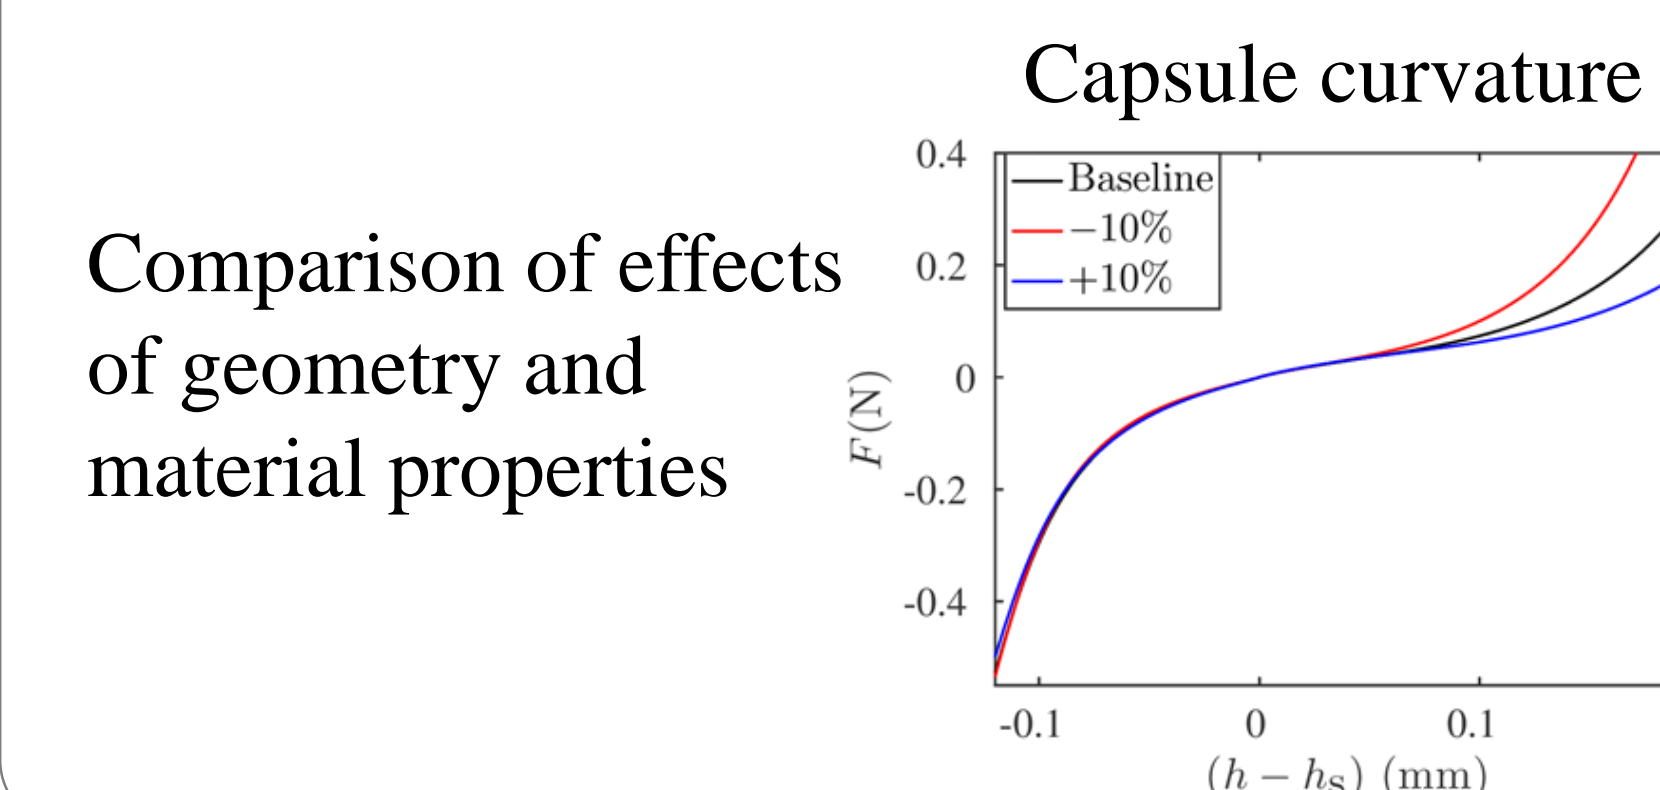 Capsule curvature
Comparison of effects
of geometry and
material properties
0.4
0.2
0
-0.2
-0.4
F(N)
Baseline
−10%
+10%
-0.1
0
0.1
(h − hS) (mm)